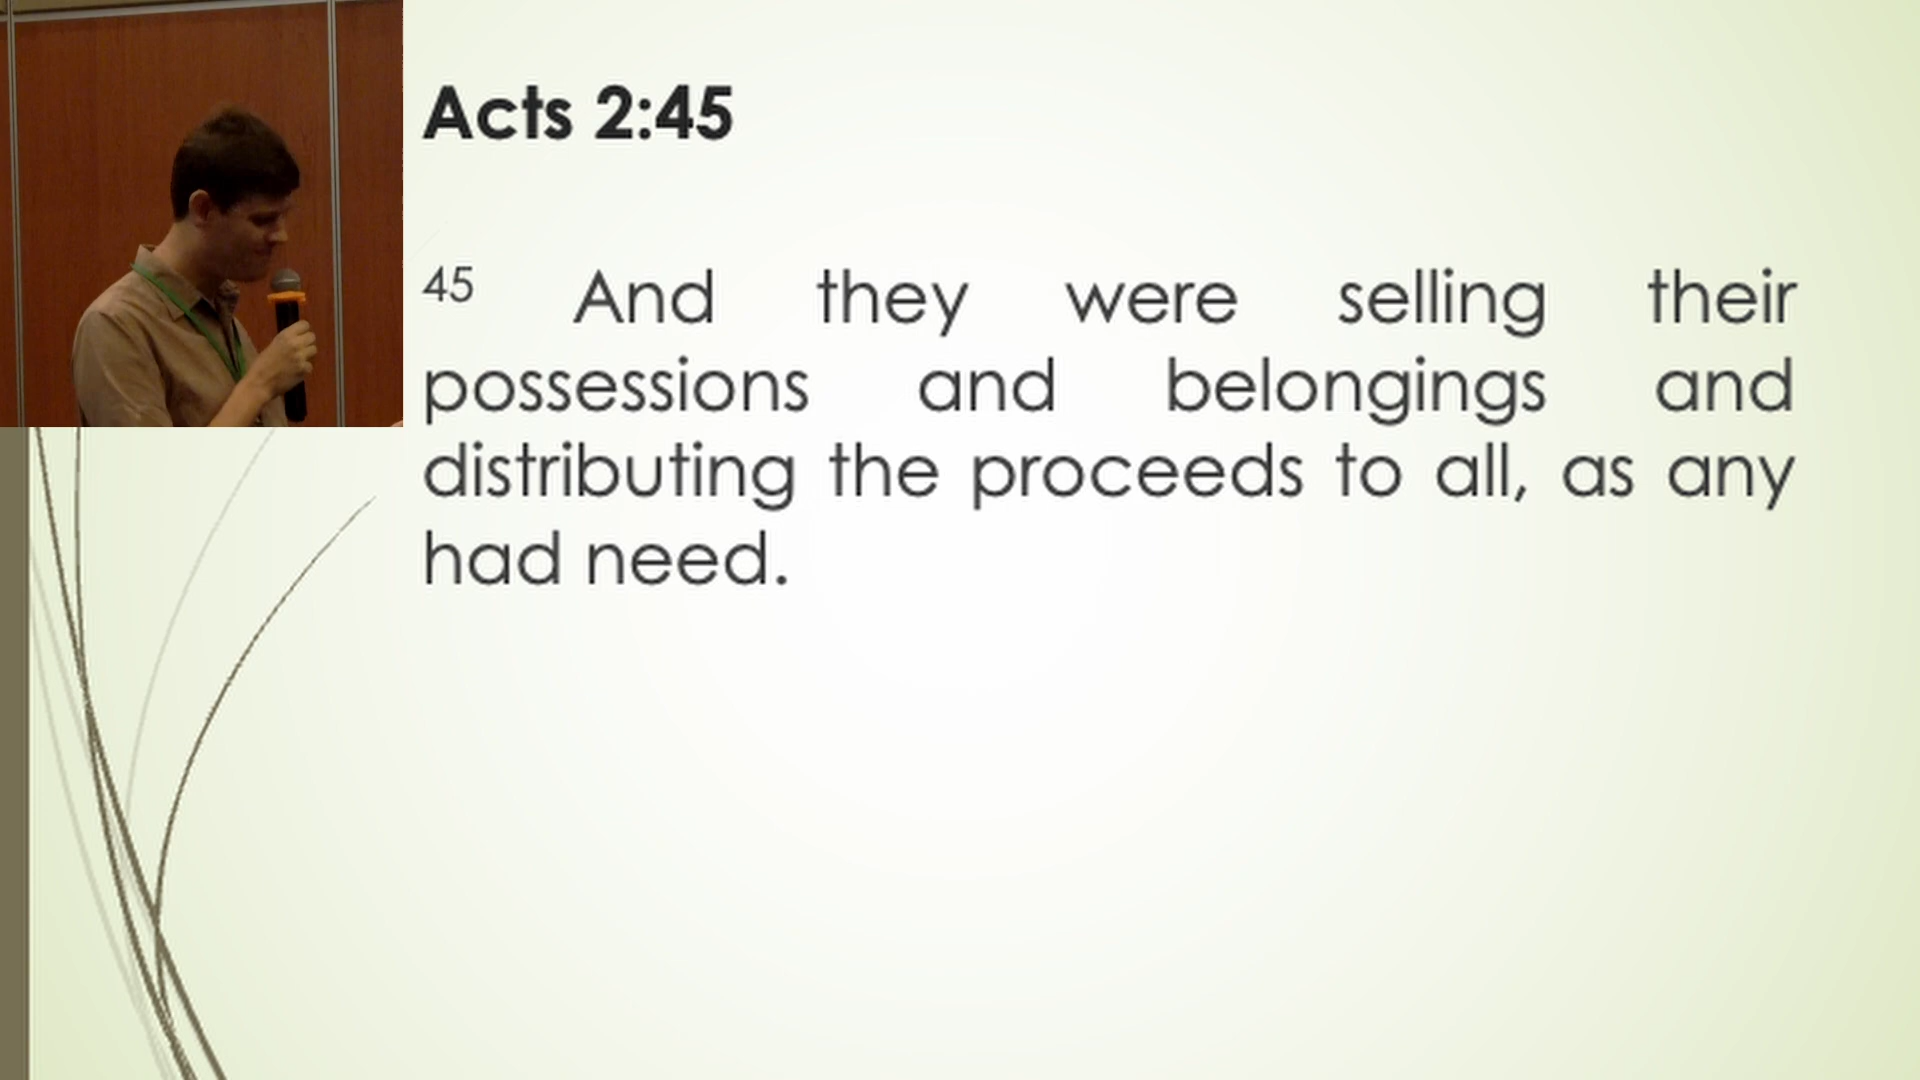 Acts 2:45
45 And they were selling their
possessions and belongings and
distributing the proceeds to all, as any
had need.